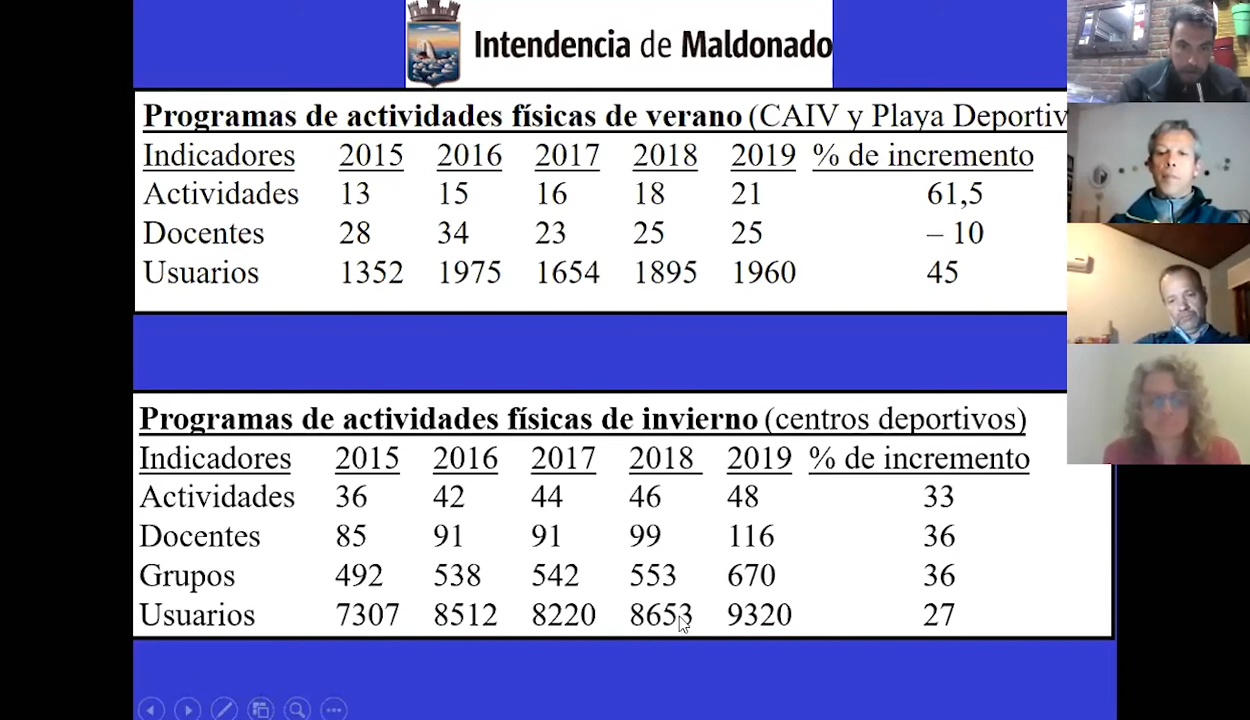 Intendencia de Maldonado
Programas de actividades físicas de verano (CAIV y Playa Deportiv
Indicadores 2015 2016 2017 2018 2019 % de incremento
Actividades 13 15 16 18 21 61,5
Docentes 28 34 23 25 25 – 10
Usuarios 1352 1975 1654 1895 1960 45
Programas de actividades físicas de invierno (centros deportivos)
Indicadores 2015 2016 2017 2018 2019 % de incremento
Actividades 36 42 44 46 48 33
Docentes 85 91 91 99 116 36
Grupos 492 538 542 553 670 36
Usuarios 7307 8512 8220 8653 9320 27